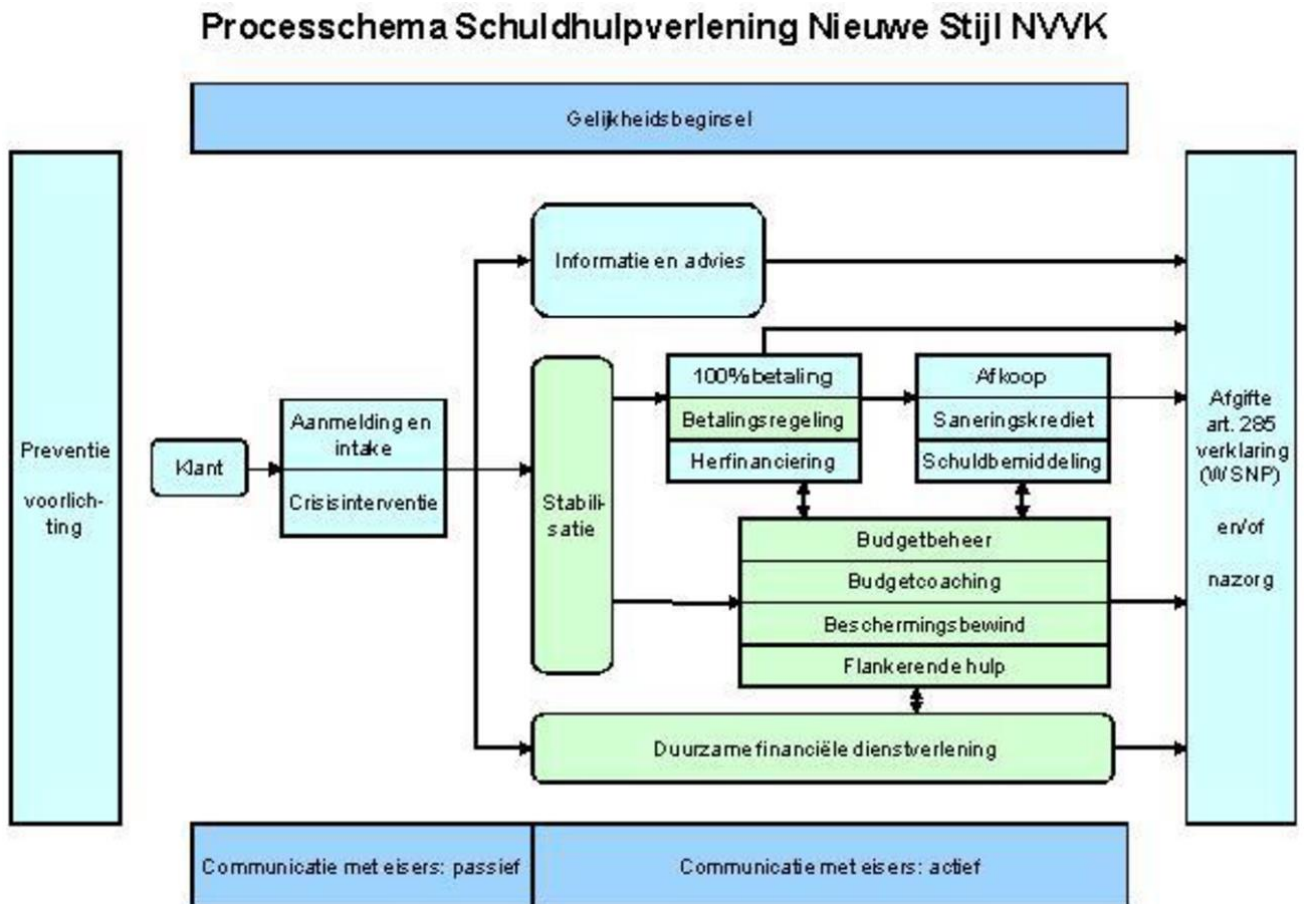 Processchema Schuldhulpverlening Nieuwe Stijl NVVK
Gelijkheidsbeginsel
Preventie
voorlich-
ting
Klant
Aanmelding en
intake
Crisisinterventie
Informatie en advies
Stabili-
satie
100% betaling
Betalingsregeling
Herfinanciering
Afkoop
Saneringskrediet
Schuldbemiddeling
Budgetbeheer
Budgetcoaching
Beschermingsbewind
Flankerende hulp
Duurzame financiële dienstverlening
Afgifte
art. 285
verklaring
(WSNP)
en/of
nazorg
Communicatie met eisers: passief
Communicatie met eisers: actief